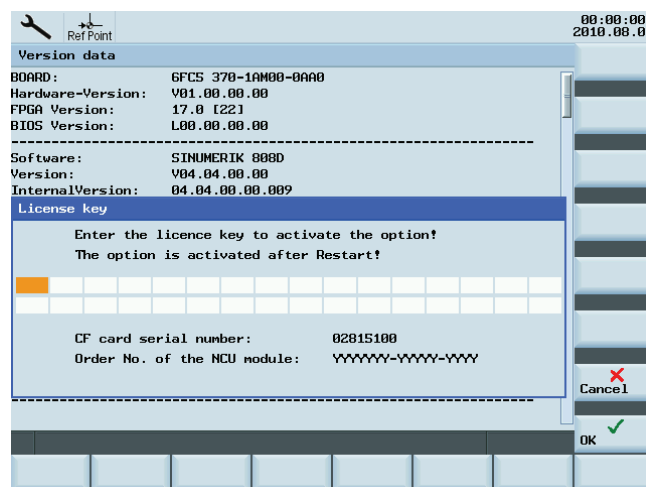 00:00:00
Ref Point
2010.08.0
Version data
BOARD: 6FC5 370-1AM00-0AA0
Hardware-Version: V01.00.00.00
FPGA Version: 17.0 [22]
BIOS Version: L00.00.00.00
Software: SINUMERIK 808D
Version: V04.04.00.00
InternalVersion: 04.04.00.00.009
License key
Enter the licence key to activate the option!
The option is activated after Restart!
CF card serial number: 02815100
Order No. of the NCU module: YYYYYYY-YYYYY-YYYY
Cancel
OK